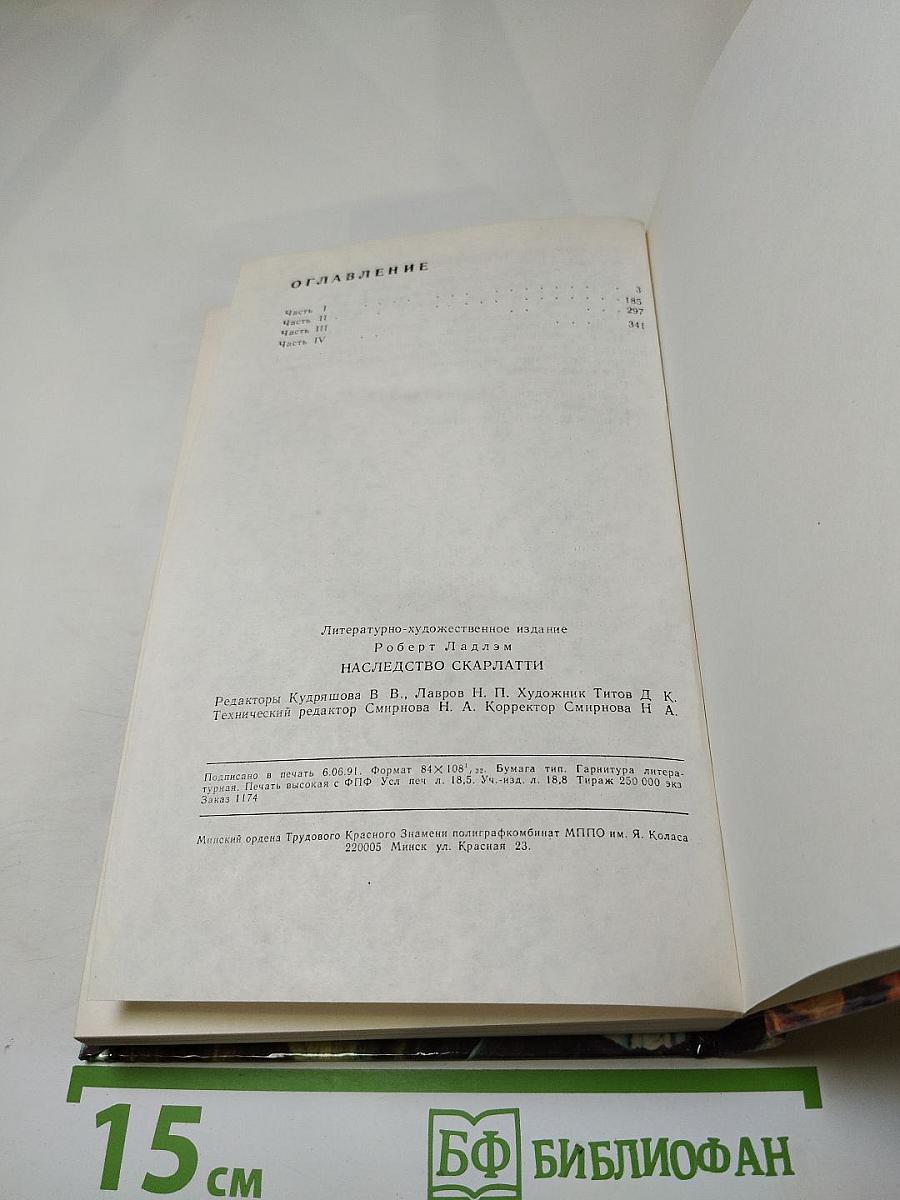 ОГЛАВЛЕНИЕ
Часть I . . . . . . . . . . 3
Часть II . . . . . . . . . . 185
Часть III . . . . . . . . . . 297
Часть IV . . . . . . . . . . 341
Литературно-художественное издание
Роберт Ладлэм
НАСЛЕДСТВО СКАРЛАТТИ
Редакторы Кудряшова В В., Лавров Н. П. Художник Титов Д К.
Технический редактор Смирнова Н. А. Корректор Смирнова Н А.
Подписано в печать 6.06.91. Формат 84×108¹/₃₂. Бумага тип. Гарнитура литера-
турная. Печать высокая с ФПФ Усл печ л. 18,5. Уч.-изд. л. 18,8 Тираж 250 000 экз
Заказ 1174
Минский ордена Трудового Красного Знамени полиграфкомбинат МППО им. Я. Коласа
220005 Минск ул. Красная 23.
15 см
БФ БИБЛИОФАН